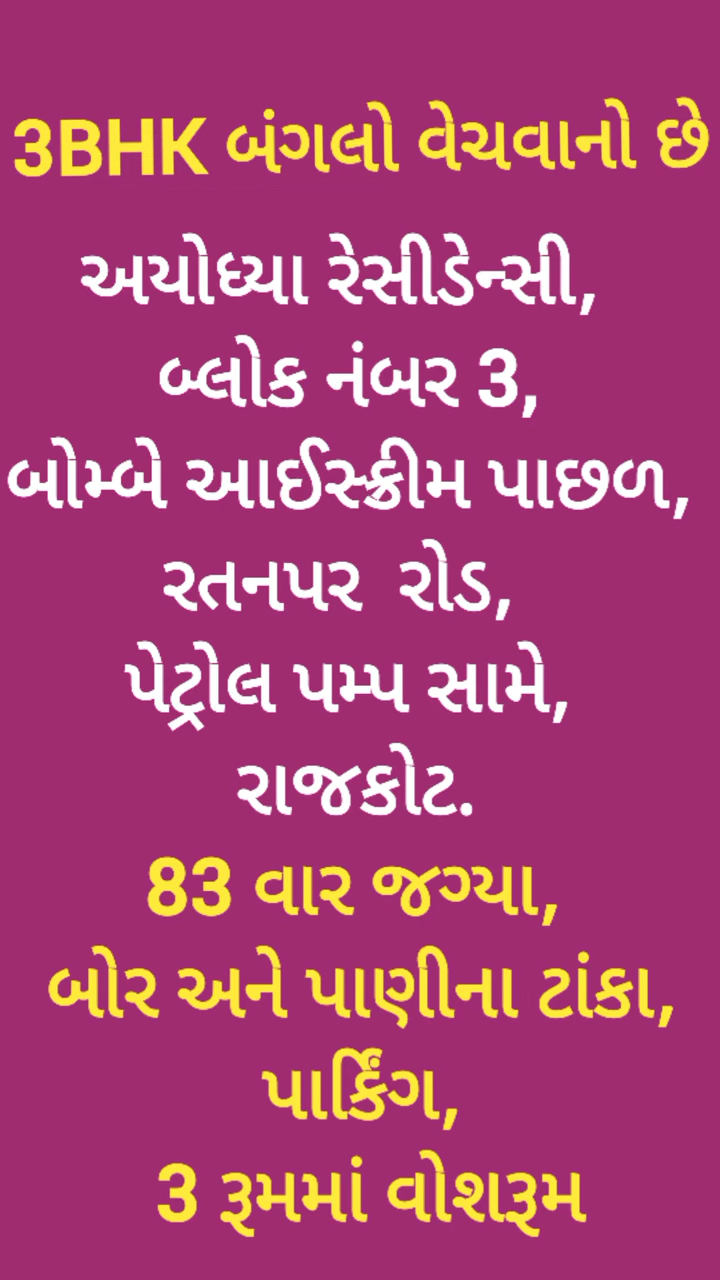 3BHK બંગલો વેચવાનો છે
અયોધ્યા રેસીડેન્સી,
બ્લોક નંબર 3,
બોમ્બે આઈસ્ક્રીમ પાછળ,
રતનપર રોડ,
પેટ્રોલ પમ્પ સામે,
રાજકોટ.
83 વાર જગ્યા,
બોર અને પાણીના ટાંકા,
પાર્કિંગ,
3 રૂમમાં વોશરૂમ